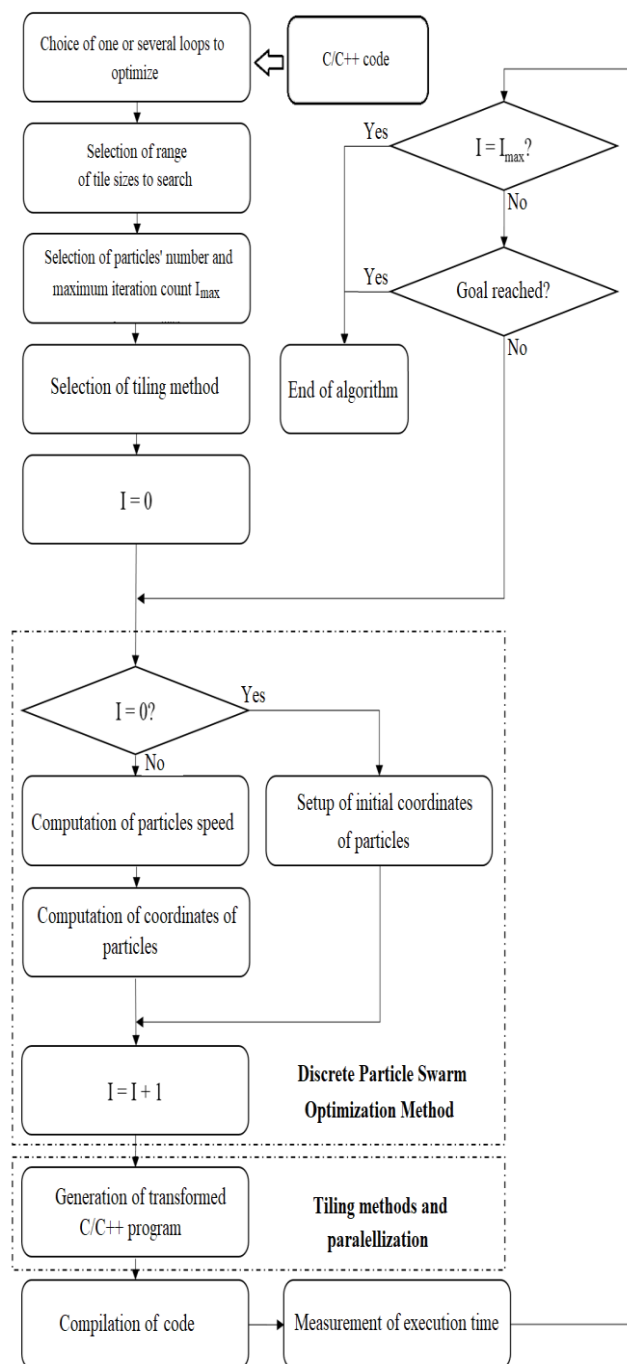 Choice of one or several loops to
optimize
C/C++ code
Selection of range
of tile sizes to search
Selection of particles' number and
maximum iteration count Imax
Selection of tiling method
I = 0
Yes
I = Imax?
No
Yes
Goal reached?
No
End of algorithm
I = 0?
Yes
No
Computation of particles speed
Setup of initial coordinates
of particles
Computation of coordinates of
particles
I = I + 1
Discrete Particle Swarm
Optimization Method
Generation of transformed
C/C++ program
Tiling methods and
paralellization
Compilation of code
Measurement of execution time